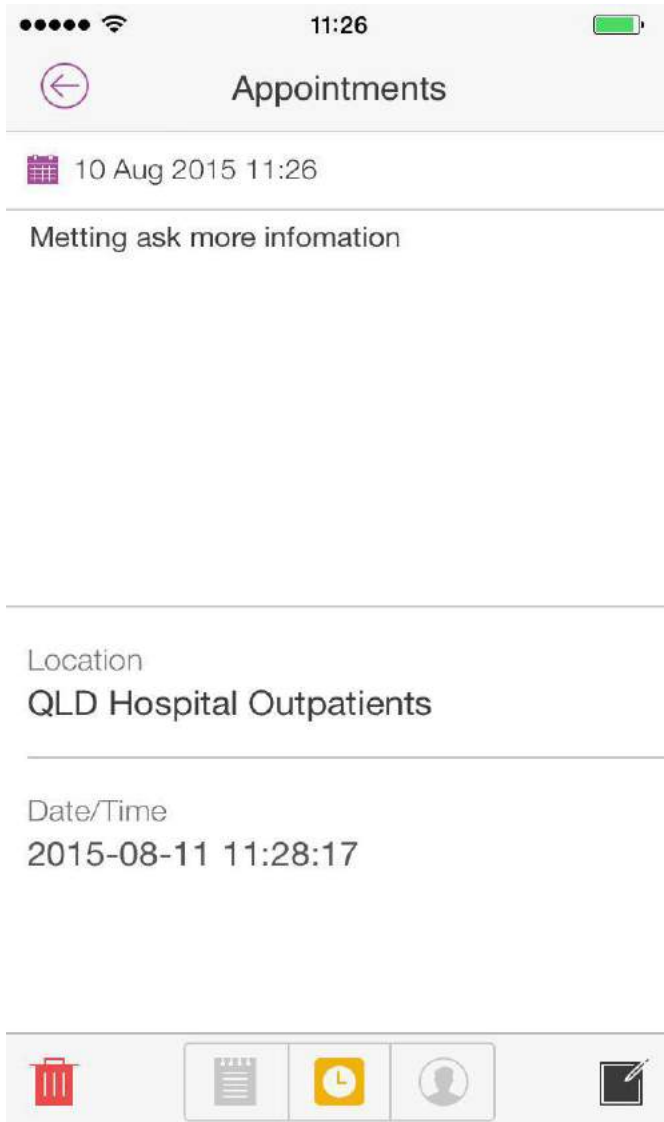 11:26
Appointments
10 Aug 2015 11:26
Metting ask more infomation
Location
QLD Hospital Outpatients
Date/Time
2015-08-11 11:28:17